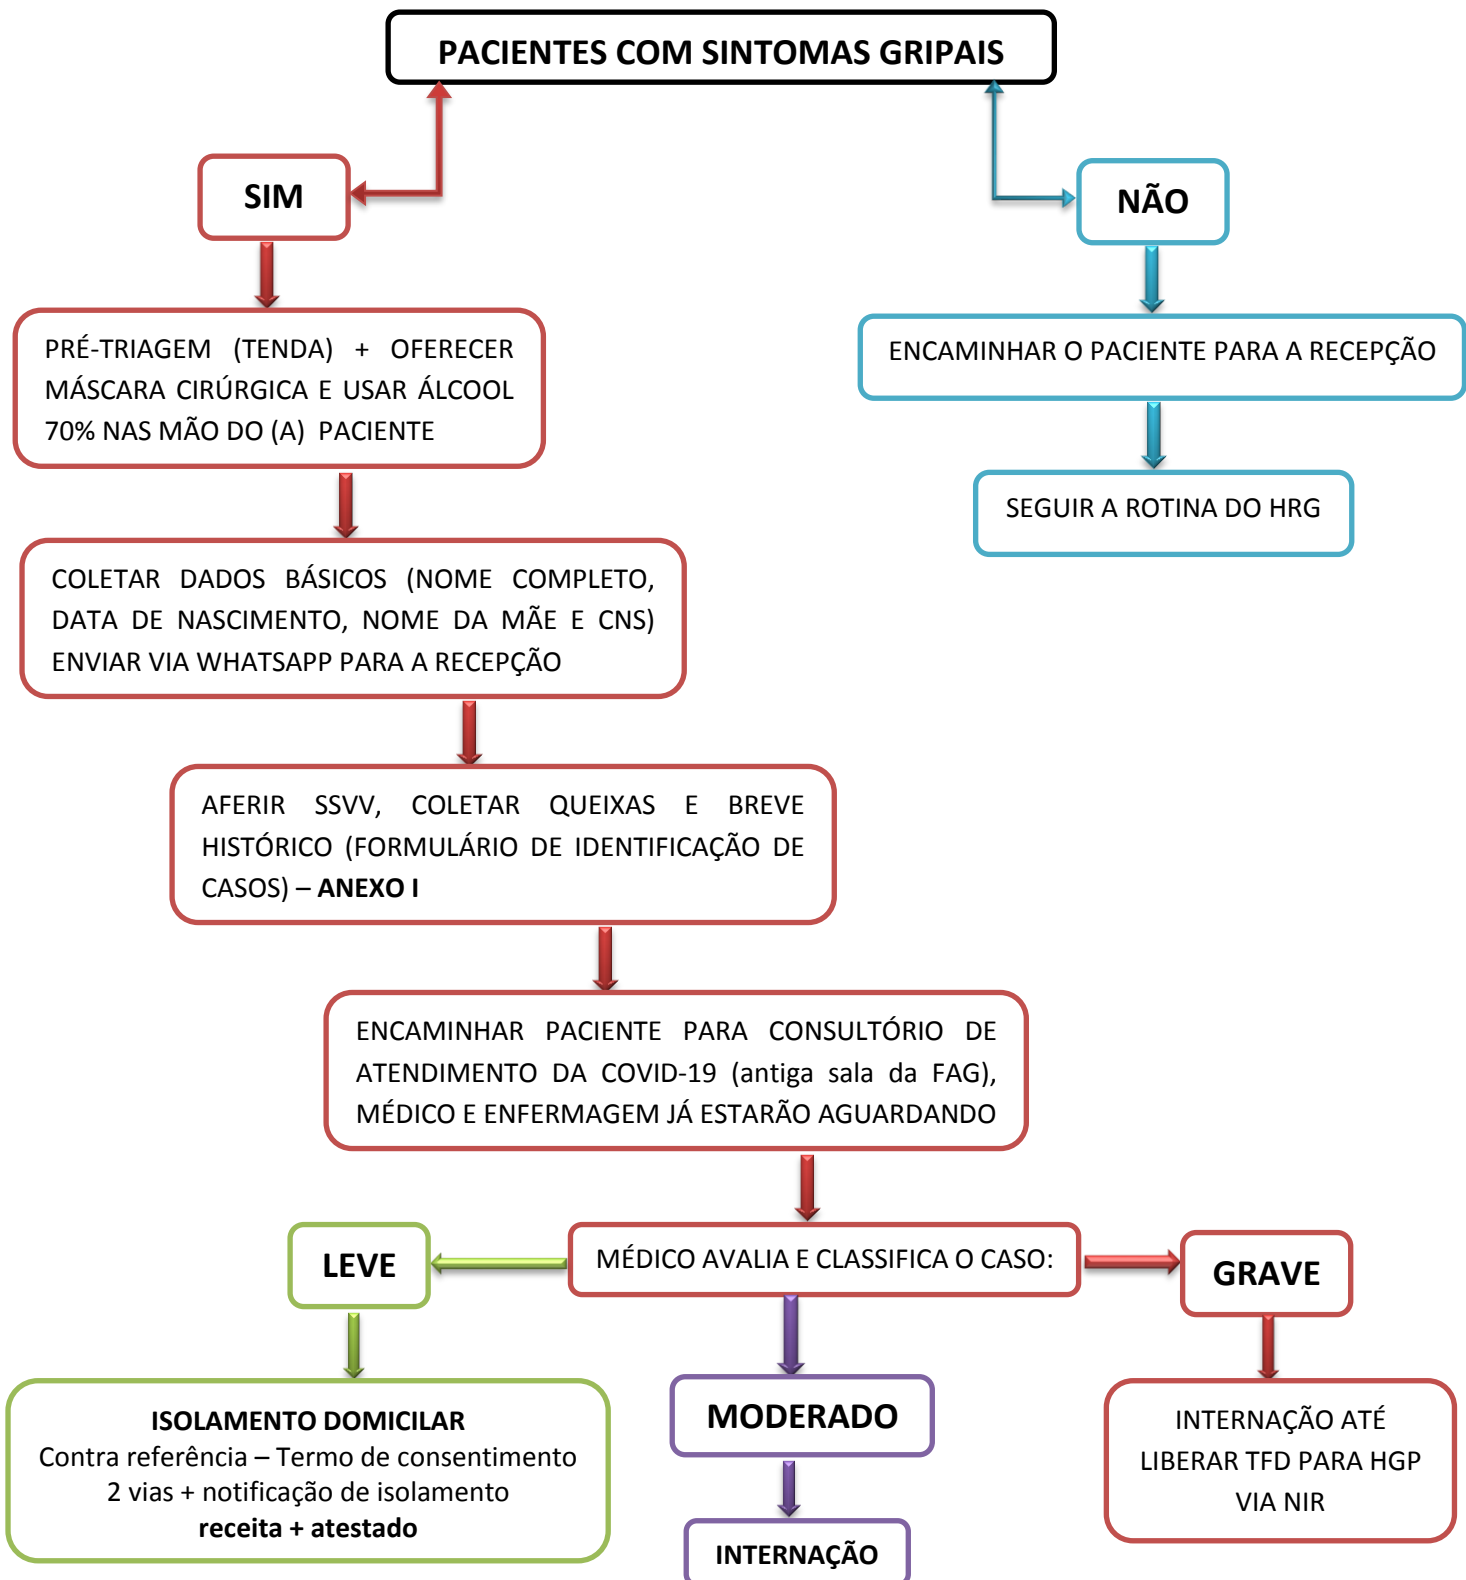 PACIENTES COM SINTOMAS GRIPAIS
SIM
NÃO
PRÉ-TRIAGEM (TENDA) + OFERECER
MÁSCARA CIRÚRGICA E USAR ÁLCOOL
70% NAS MÃO DO (A) PACIENTE
ENCAMINHAR O PACIENTE PARA A RECEPÇÃO
SEGUIR A ROTINA DO HRG
COLETAR DADOS BÁSICOS (NOME COMPLETO,
DATA DE NASCIMENTO, NOME DA MÃE E CNS)
ENVIAR VIA WHATSAPP PARA A RECEPÇÃO
AFERIR SSVV, COLETAR QUEIXAS E BREVE
HISTÓRICO (FORMULÁRIO DE IDENTIFICAÇÃO DE
CASOS) – ANEXO I
ENCAMINHAR PACIENTE PARA CONSULTÓRIO DE
ATENDIMENTO DA COVID-19 (antiga sala da FAG),
MÉDICO E ENFERMAGEM JÁ ESTARÃO AGUARDANDO
MÉDICO AVALIA E CLASSIFICA O CASO:
LEVE
GRAVE
MODERADO
ISOLAMENTO DOMICILAR
Contra referência – Termo de consentimento
2 vias + notificação de isolamento
receita + atestado
INTERNAÇÃO
INTERNAÇÃO ATÉ
LIBERAR TFD PARA HGP
VIA NIR